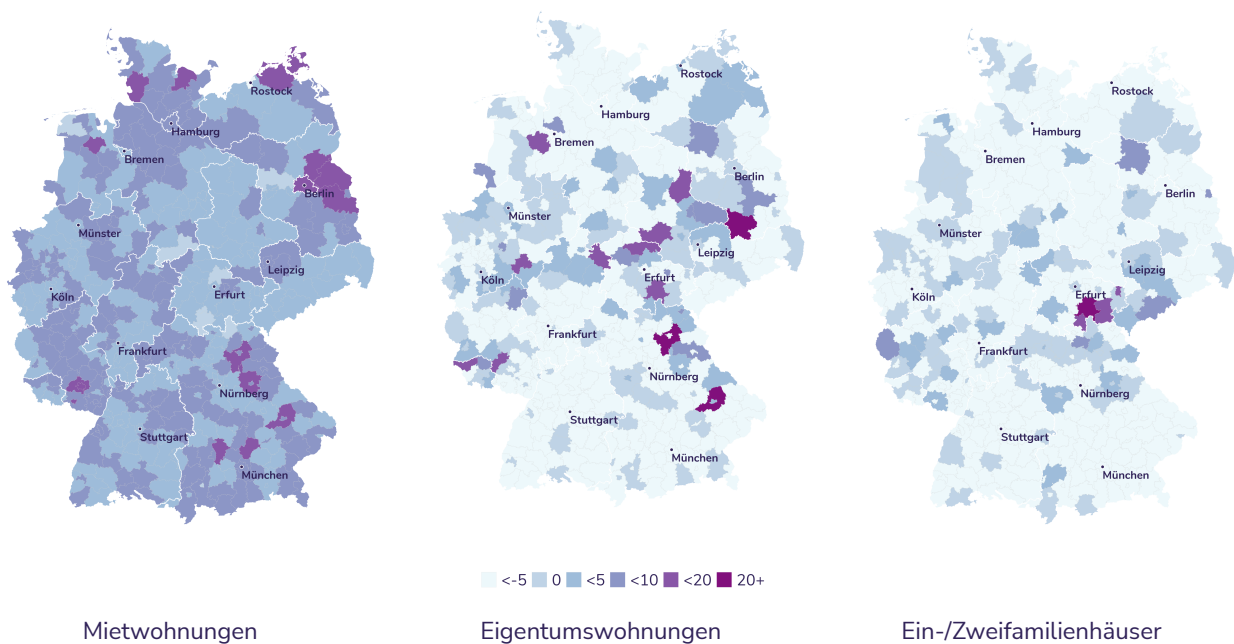 Rostock
Hamburg
Bremen
Berlin
Münster
Leipzig
Köln
Erfurt
Frankfurt
Nürnberg
Stuttgart
München
Rostock
Hamburg
Bremen
Berlin
Münster
Leipzig
Köln
Erfurt
Frankfurt
Nürnberg
Stuttgart
München
Rostock
Hamburg
Bremen
Berlin
Münster
Leipzig
Köln
Erfurt
Frankfurt
Nürnberg
Stuttgart
München
<-5 0 <5 <10 <20 20+
Mietwohnungen
Eigentumswohnungen
Ein-/Zweifamilienhäuser